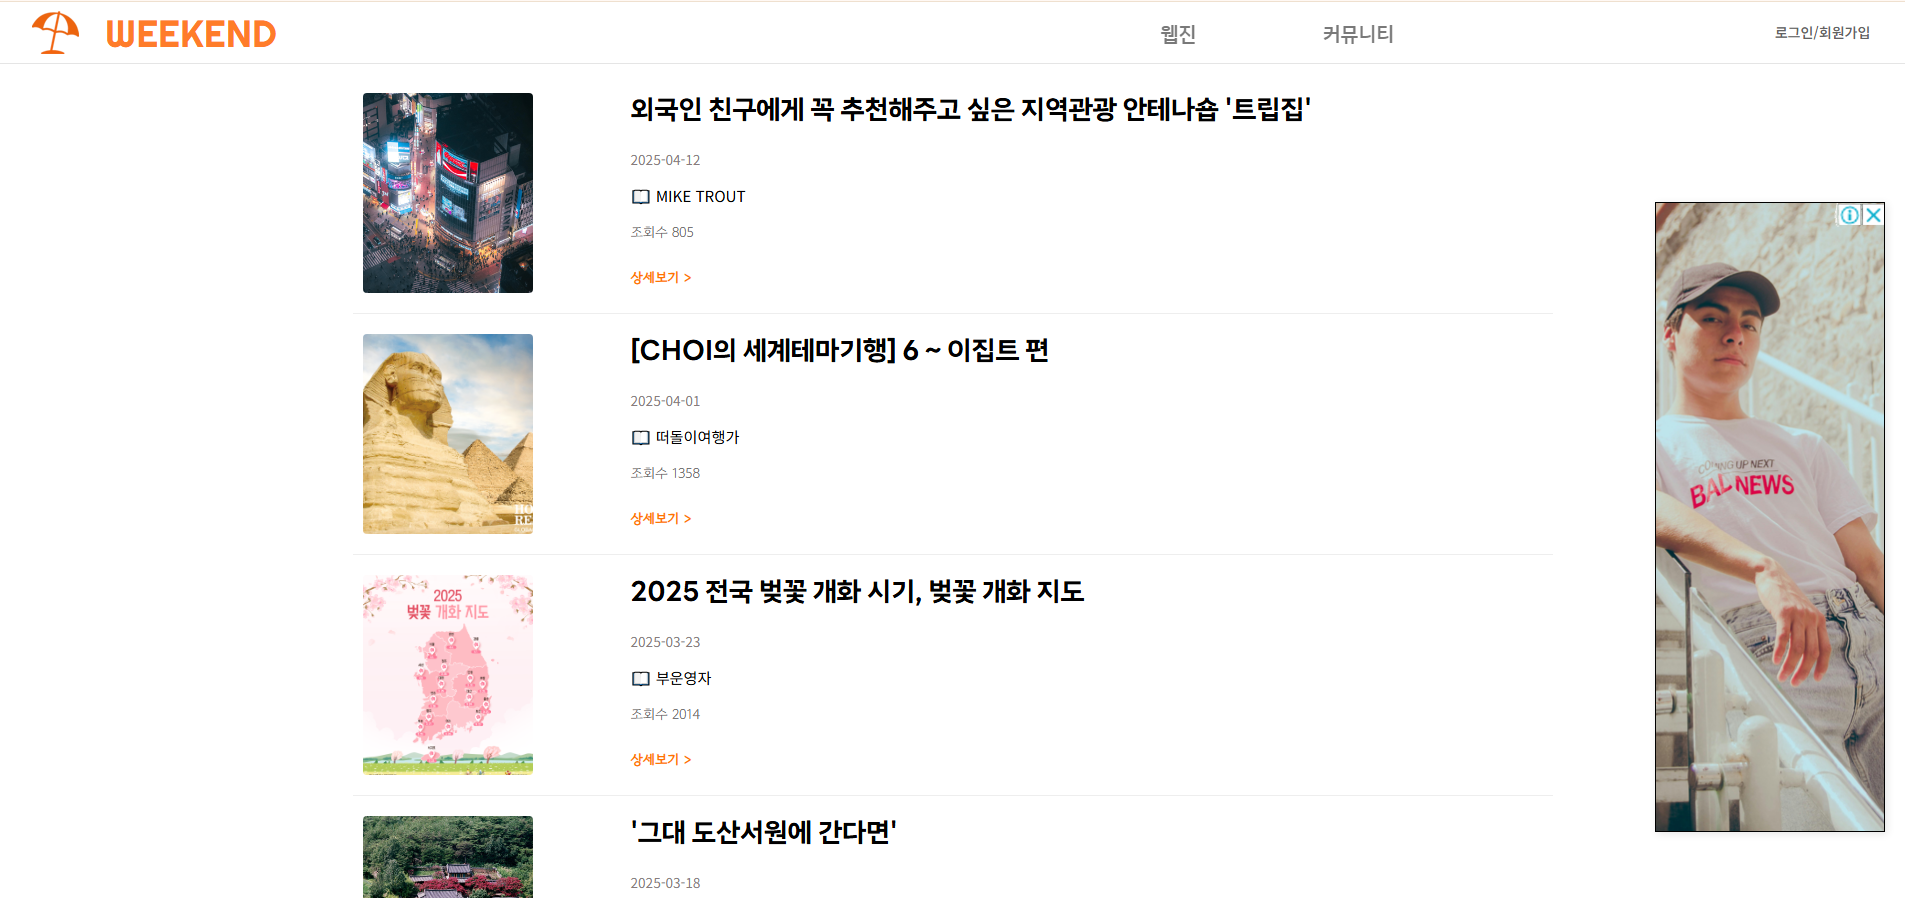 WEEKEND
웹진
커뮤니티
로그인/회원가입
외국인 친구에게 꼭 추천해주고 싶은 지역관광 안테나숍 '트립집'
2025-04-12
MIKE TROUT
조회수 805
상세보기 >
[CHOI의 세계테마기행] 6 ~ 이집트 편
2025-04-01
떠돌이여행가
조회수 1358
상세보기 >
2025
벚꽃 개화 지도
2025 전국 벚꽃 개화 시기, 벚꽃 개화 지도
2025-03-23
부운영자
조회수 2014
상세보기 >
'그대 도산서원에 간다면'
2025-03-18
COMING UP NEXT
NEWS